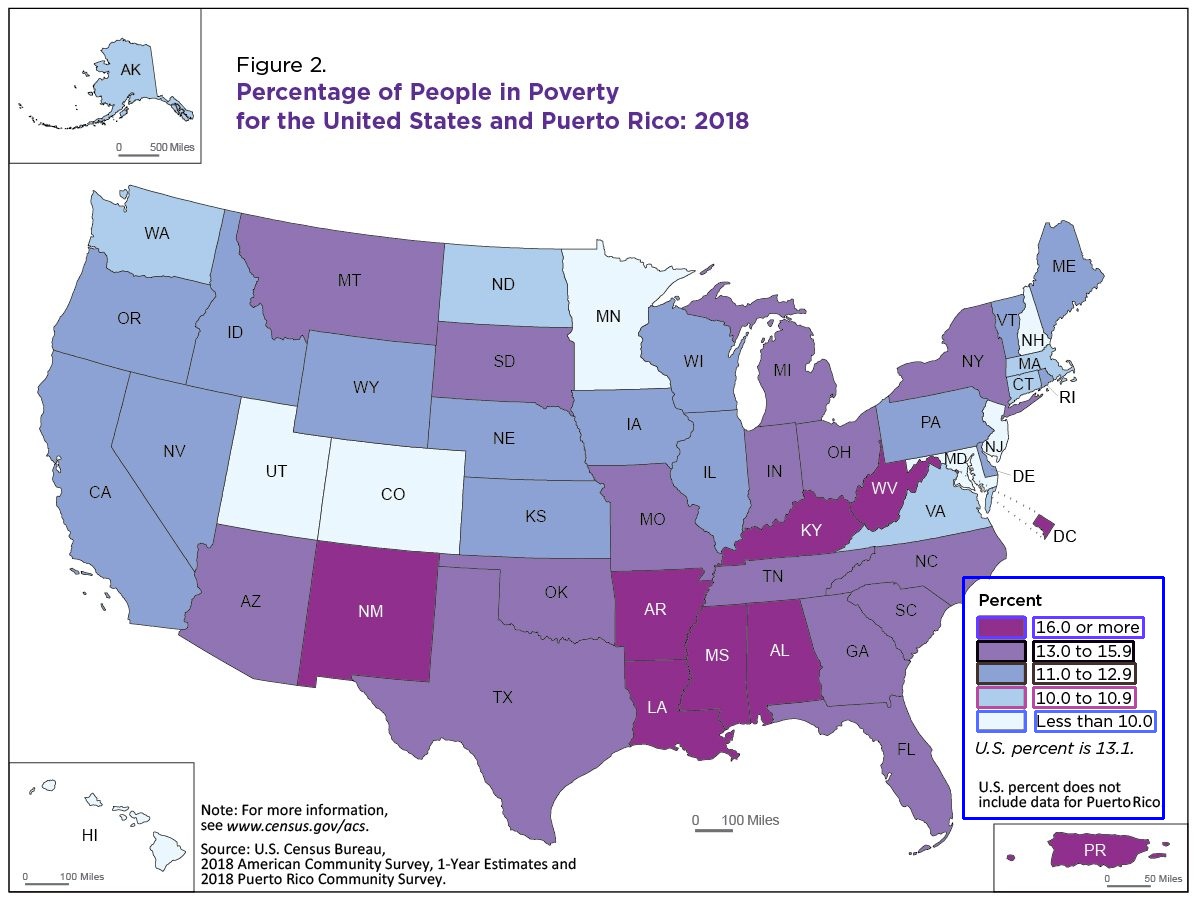 AK
0 500 Miles
Figure 2.
Percentage of People in Poverty
for the United States and Puerto Rico: 2018
WA
MT
ND
MN
OR
ID
WY
SD
WI
MI
NY
ME
VT
NH
MA
CT
RI
NV
UT
CO
CA
NE
IA
IL
IN
OH
PA
NJ
MD
DE
DC
WV
VA
KS
MO
KY
AZ
NM
OK
AR
TN
NC
SC
MS
AL
GA
TX
LA
FL
Percent
16.0 or more
13.0 to 15.9
11.0 to 12.9
10.0 to 10.9
Less than 10.0
U.S. percent is 13.1.
U.S. percent does not
include data for Puerto Rico
HI
0 100 Miles
Note: For more information,
see www.census.gov/acs.
Source: U.S. Census Bureau,
2018 American Community Survey, 1-Year Estimates and
2018 Puerto Rico Community Survey.
0 100 Miles
PR
0 50 Miles